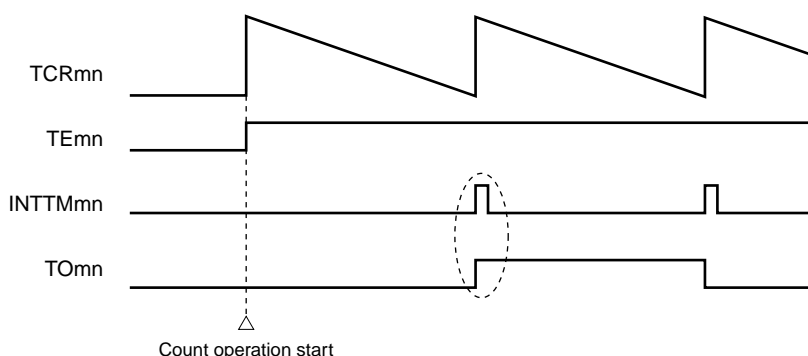 TCRmn
TEmn
INTTMmn
TOmn
Count operation start